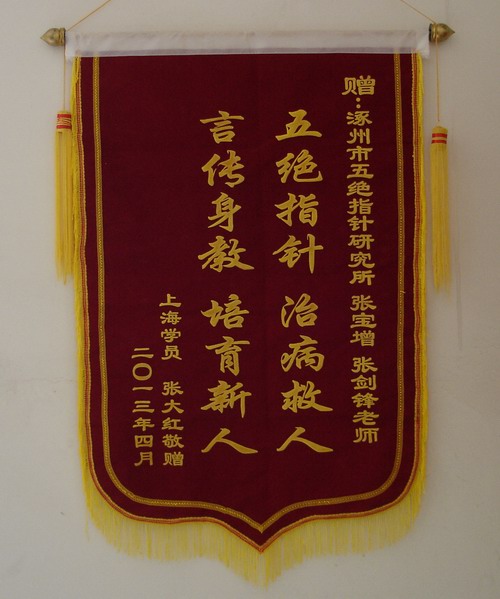 赠：涿州市五绝指针研究所 张宝增 张剑锋老师
五绝指针 治病救人
言传身教 培育新人
上海学员 张大红敬赠
二〇一三年四月